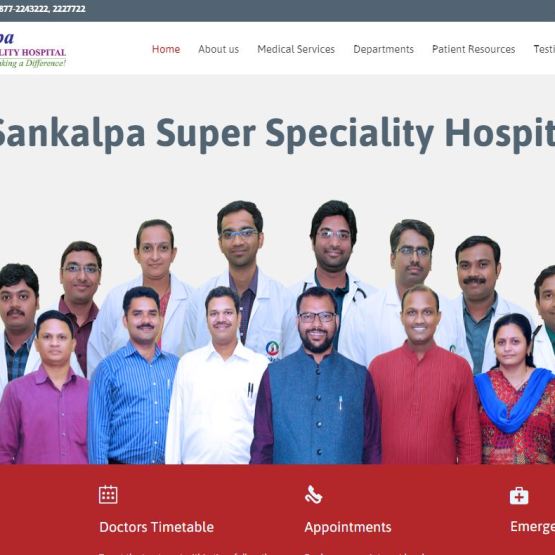 877-2243222, 2227722
pa
LITY HOSPITAL
king a Difference!
Home About us Medical Services Departments Patient Resources Testi
Sankalpa Super Speciality Hospit
Doctors Timetable
Appointments
Emerge